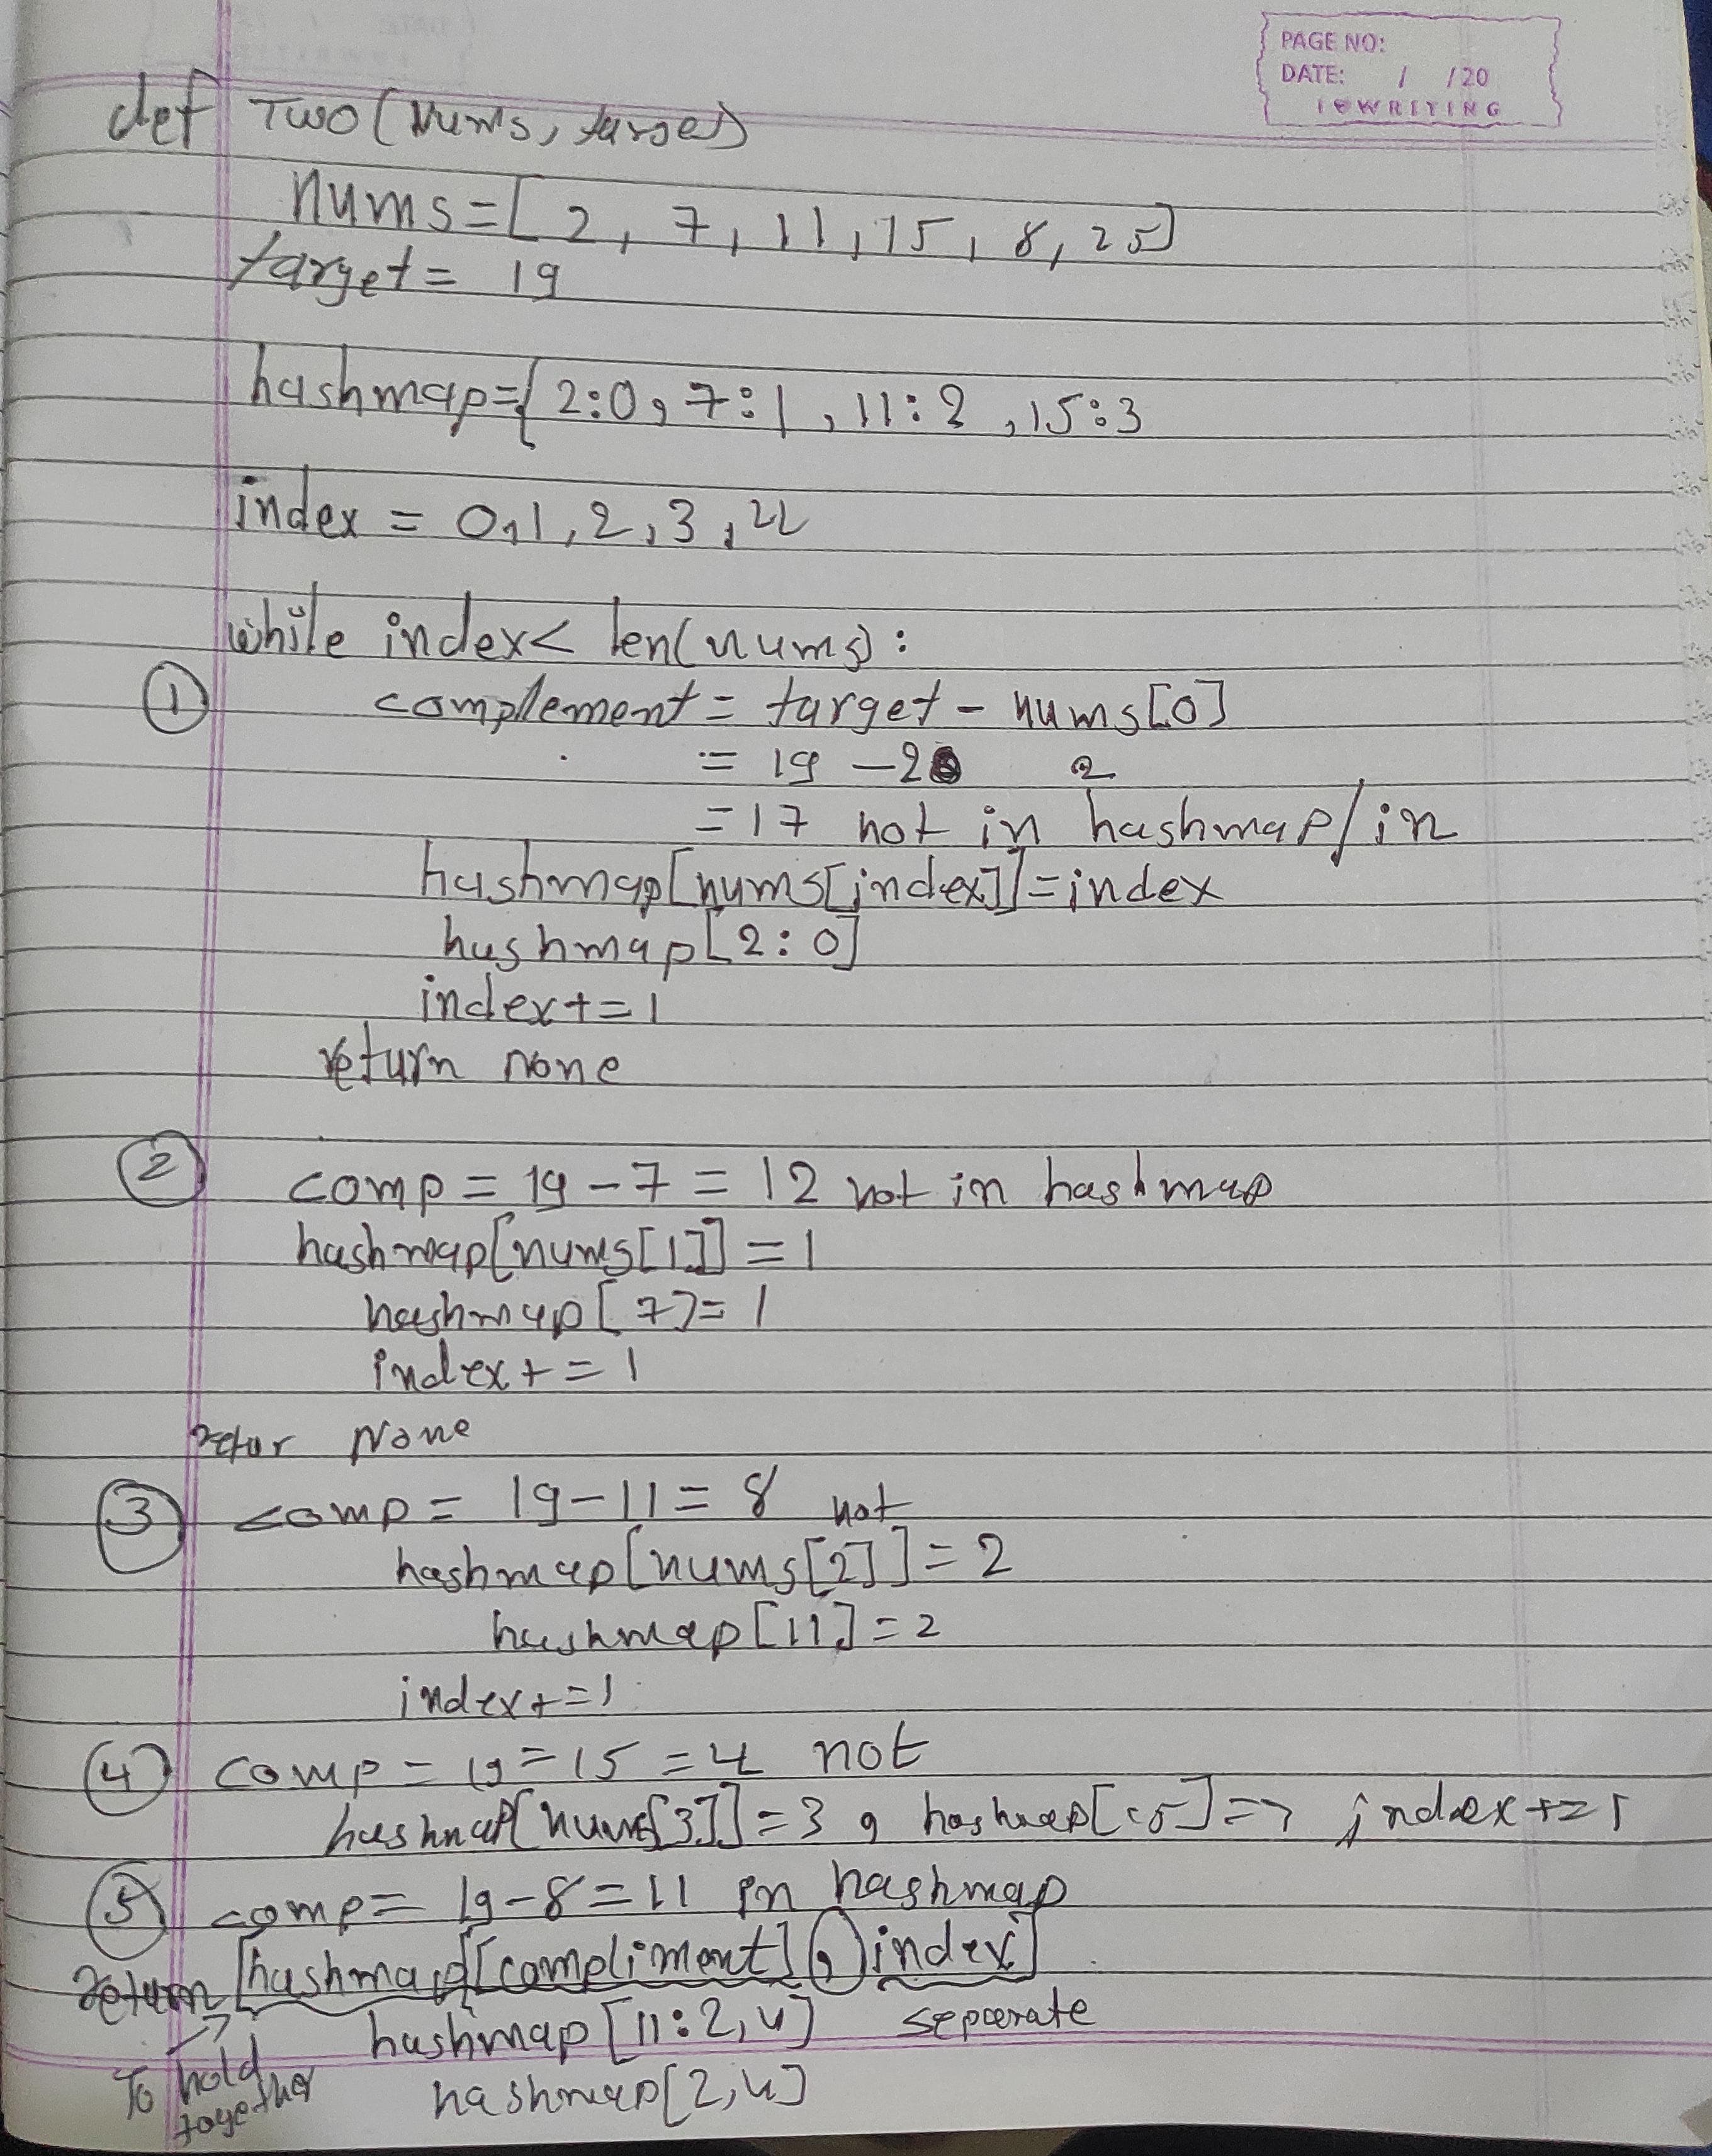 PAGE NO:
DATE: / /20
def Two(Nums, target)
nums=[2, 7, 11, 15, 8, 25]
target= 19
hashmap={2:0, 7:1, 11:2, 15:3
index = 0,1,2,3,4
while index< len(nums):
① complement = target - nums[0]
= 19 -2 2
=17 not in hashmap/in
hashmap[nums[index]]=index
hashmap[2:0]
index+=1
return none
② comp = 19-7 = 12 not in hashmap
hashmap[nums[1]] =1
hashmap[7]=1
index+=1
retur None
③ comp = 19-11= 8 not
hashmap[nums[2]]=2
hashmap[11]=2
index+=1
④ comp = 19-15=4 not
hashmap[nums[3]]=3, hashmap[15]=> index+=1
⑤ comp= 19-8=11 in hashmap
return [hashmap[compliment], index]
hashmap[11:2,4] separate
To hold together
hashmap[2,4]